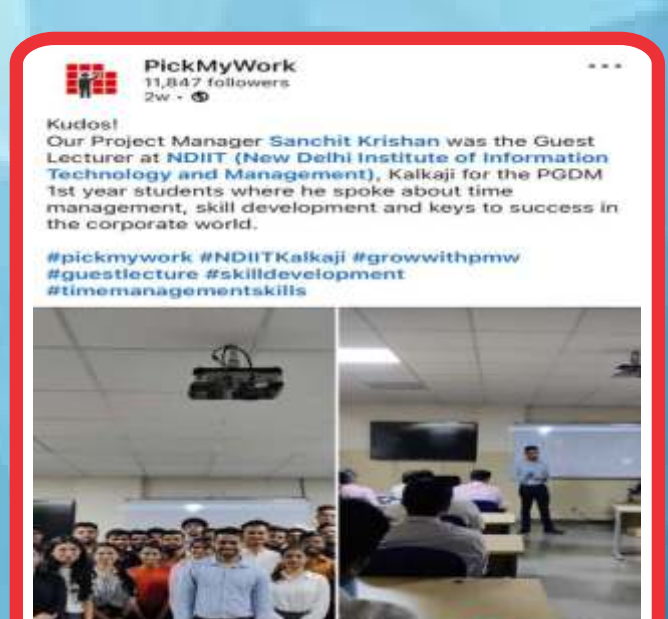 PickMyWork
11,847 followers
2w •
Kudos!
Our Project Manager Sanchit Krishan was the Guest
Lecturer at NDIIT (New Delhi Institute of Information
Technology and Management), Kalkaji for the PGDM
1st year students where he spoke about time
management, skill development and keys to success in
the corporate world.
#pickmywork #NDIITKalkaji #growwithpmw
#guestlecture #skilldevelopment
#timemanagementskills